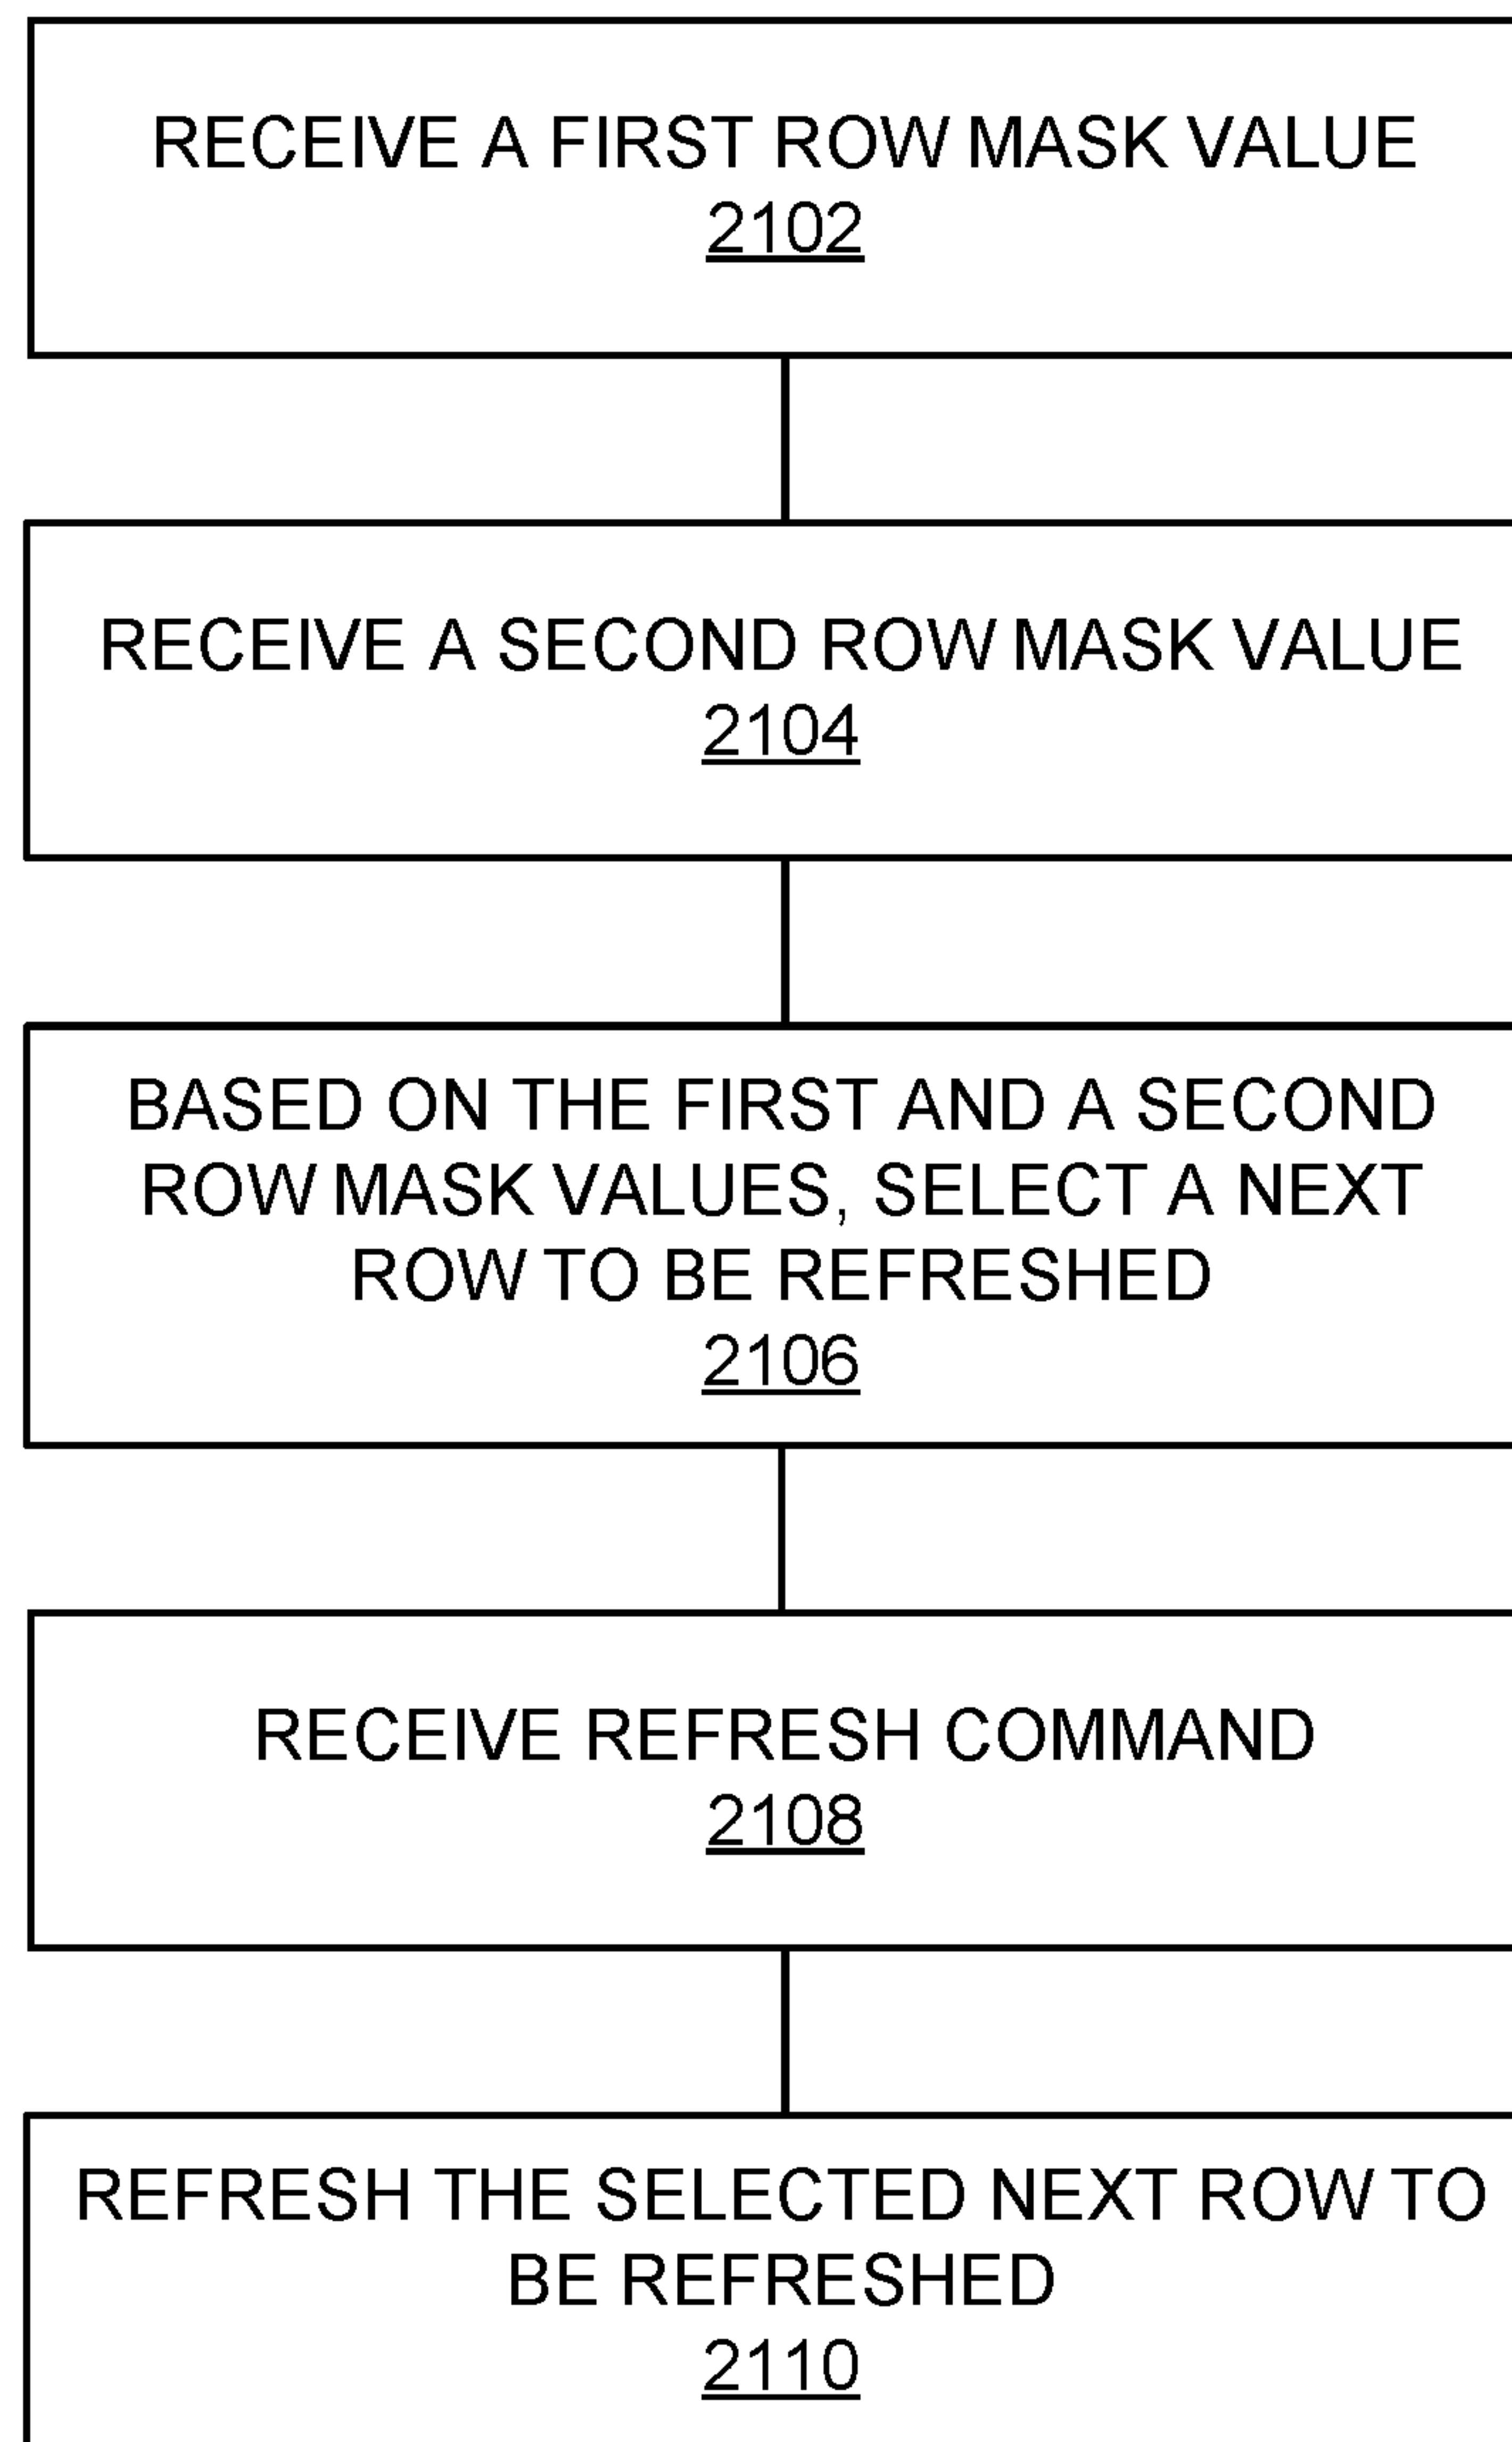 RECEIVE A FIRST ROW MASK VALUE
2102
RECEIVE A SECOND ROW MASK VALUE
2104
BASED ON THE FIRST AND A SECOND
ROW MASK VALUES, SELECT A NEXT
ROW TO BE REFRESHED
2106
RECEIVE REFRESH COMMAND
2108
REFRESH THE SELECTED NEXT ROW TO
BE REFRESHED
2110